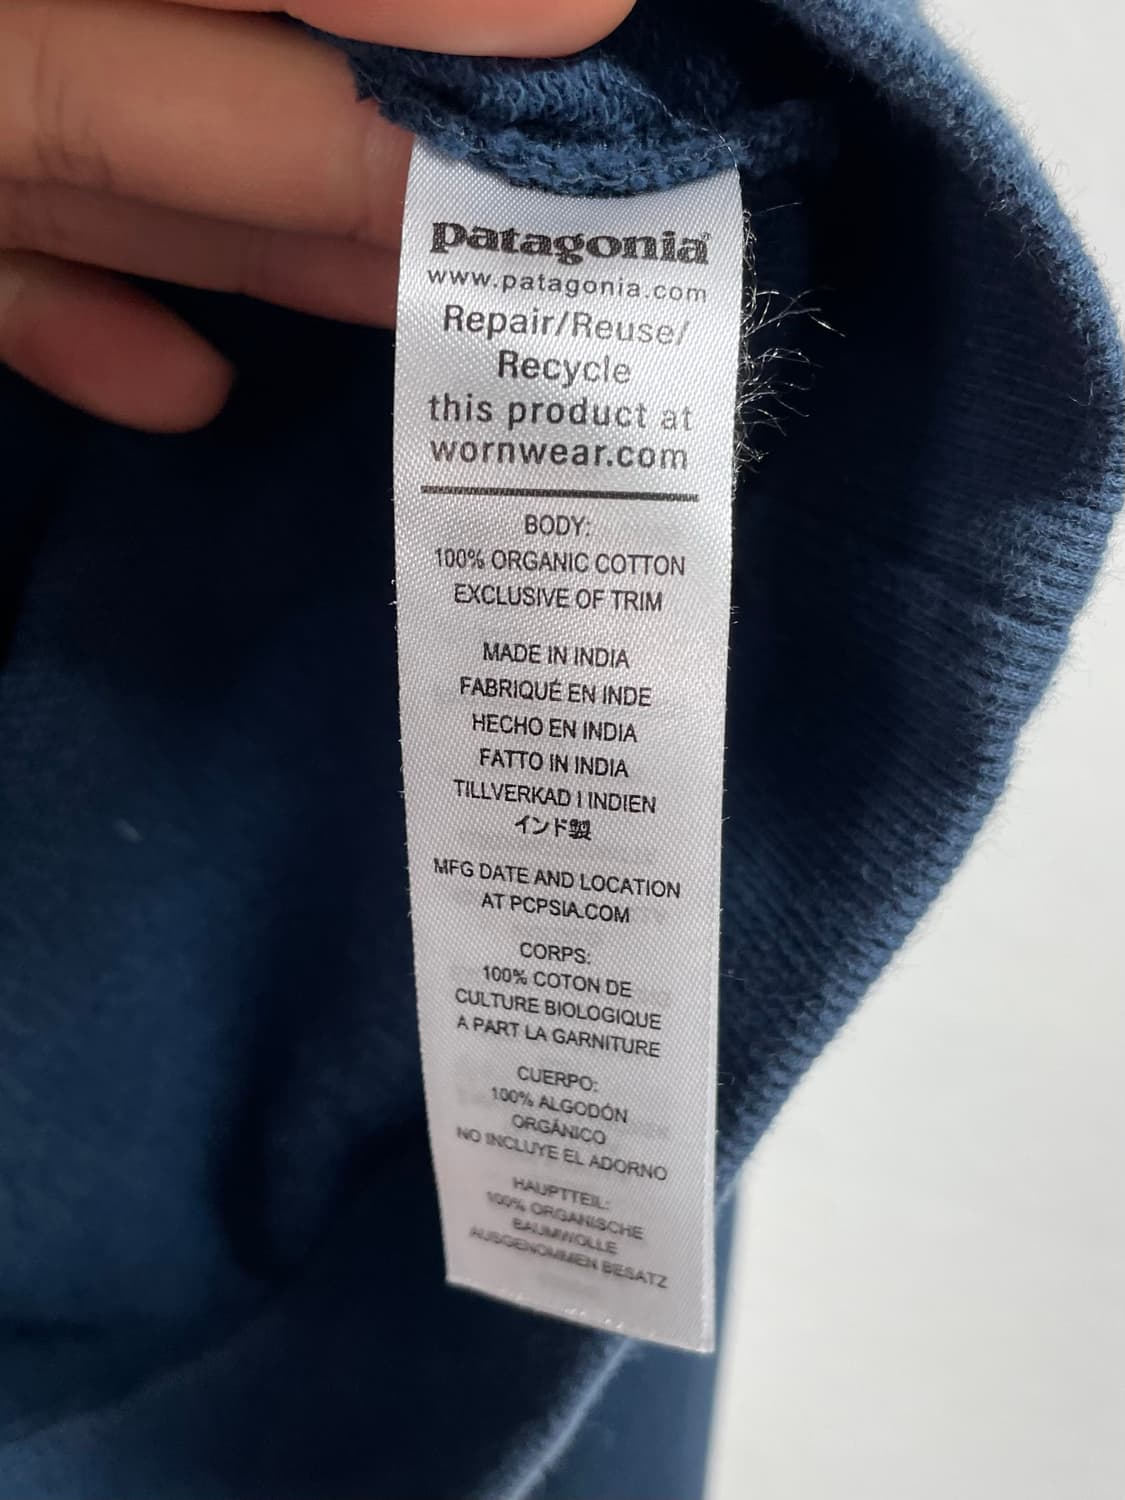 patagonia®
www.patagonia.com
Repair/Reuse/
Recycle
this product at
wornwear.com
BODY:
100% ORGANIC COTTON
EXCLUSIVE OF TRIM
MADE IN INDIA
FABRIQUÉ EN INDE
HECHO EN INDIA
FATTO IN INDIA
TILLVERKAD I INDIEN
インド製
MFG DATE AND LOCATION
AT PCPSIA.COM
CORPS:
100% COTON DE
CULTURE BIOLOGIQUE
A PART LA GARNITURE
CUERPO:
100% ALGODÓN
ORGÁNICO
NO INCLUYE EL ADORNO
HAUPTTEIL:
100% ORGANISCHE
BAUMWOLLE
AUSGENOMMEN BESATZ